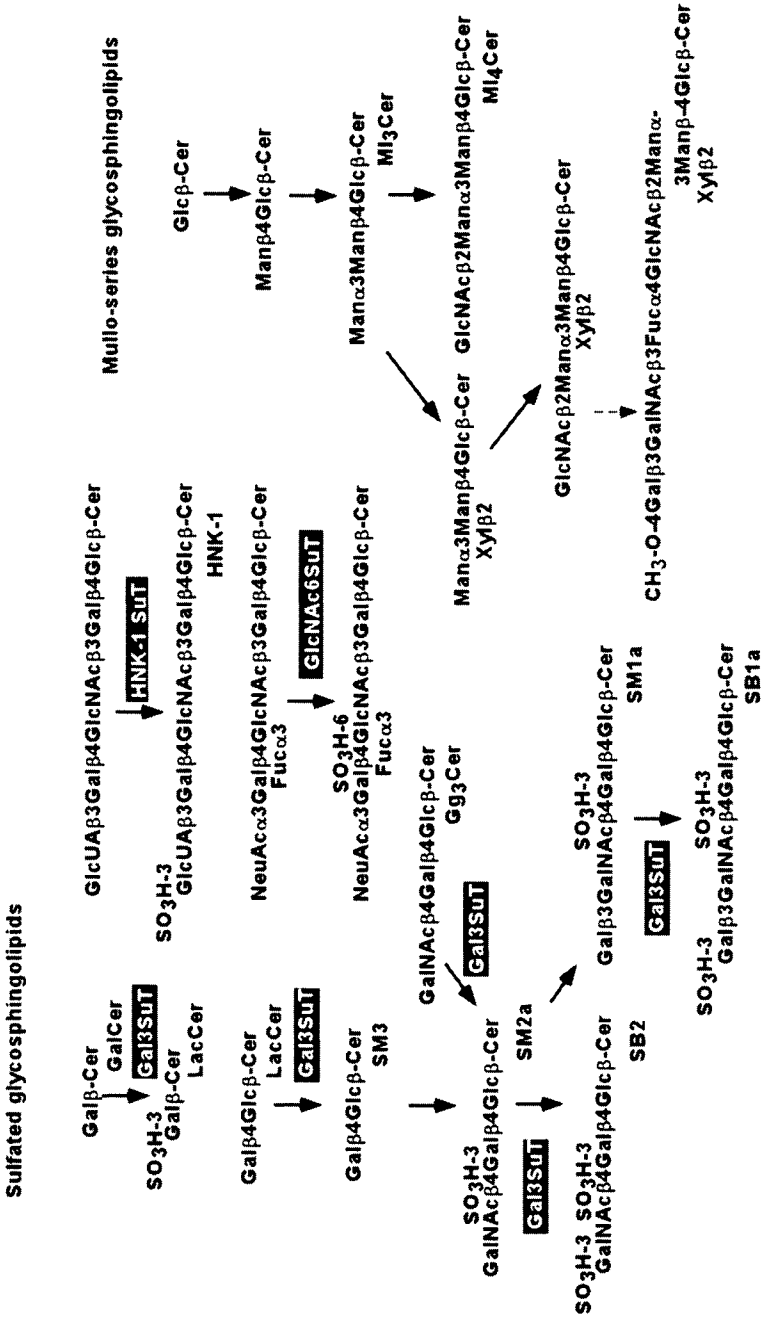 Sulfated glycosphingolipids
Galβ-Cer
GalCer
Gal3SuT
SO3H-3
Galβ-Cer
LacCer
Galβ4Glcβ-Cer
LacCer
Gal3SuT
Galβ4Glcβ-Cer
SM3
SO3H-3
GalNAcβ4Galβ4Glcβ-Cer
SM2a
Gal3SuT
SO3H-3 SO3H-3
GalNAcβ4Galβ4Glcβ-Cer
SB2
GlcUAβ3Galβ4GlcNAcβ3Galβ4Glcβ-Cer
HNK-1 SuT
SO3H-3
GlcUAβ3Galβ4GlcNAcβ3Galβ4Glcβ-Cer
HNK-1
NeuAcα3Galβ4GlcNAcβ3Galβ4Glcβ-Cer
Fucα3
GlcNAc6SuT
SO3H-6
NeuAcα3Galβ4GlcNAcβ3Galβ4Glcβ-Cer
Fucα3
GalNAcβ4Galβ4Glcβ-Cer
Gg3Cer
Gal3SuT
SO3H-3
Galβ3GalNAcβ4Galβ4Glcβ-Cer
SM1a
Gal3SuT
SO3H-3 SO3H-3
Galβ3GalNAcβ4Galβ4Glcβ-Cer
SB1a
Mullo-series glycosphingolipids
Glcβ-Cer
Manβ4Glcβ-Cer
Manα3Manβ4Glcβ-Cer
Ml3Cer
GlcNAcβ2Manα3Manβ4Glcβ-Cer
Ml4Cer
Manα3Manβ4Glcβ-Cer
Xylβ2
GlcNAcβ2Manα3Manβ4Glcβ-Cer
Xylβ2
CH3-O-4Galβ3GalNAcβ3Fucα4GlcNAcβ2Manα-
3Manβ-4Glcβ-Cer
Xylβ2